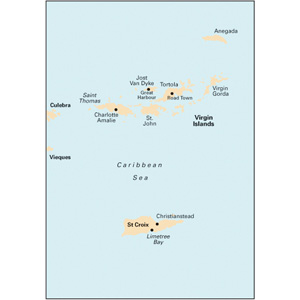 Anegada
Jost
Van Dyke
Tortola
Great
Harbour
Road Town
Virgin
Gorda
Saint
Thomas
Culebra
Charlotte
Amalie
St.
John
Virgin
Islands
Vieques
Caribbean
Sea
Christianstead
St Croix
Limetree
Bay